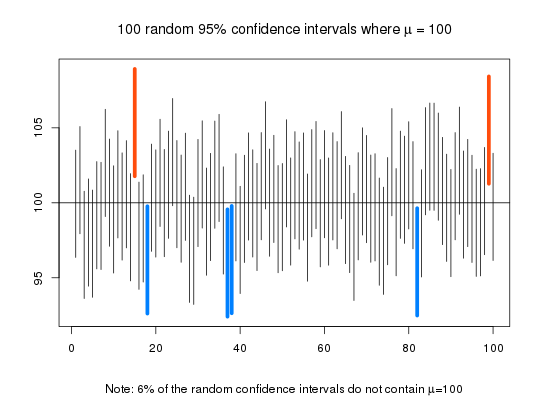 100 random 95% confidence intervals where μ = 100
105
100
95
0 20 40 60 80 100
Note: 6% of the random confidence intervals do not contain μ=100